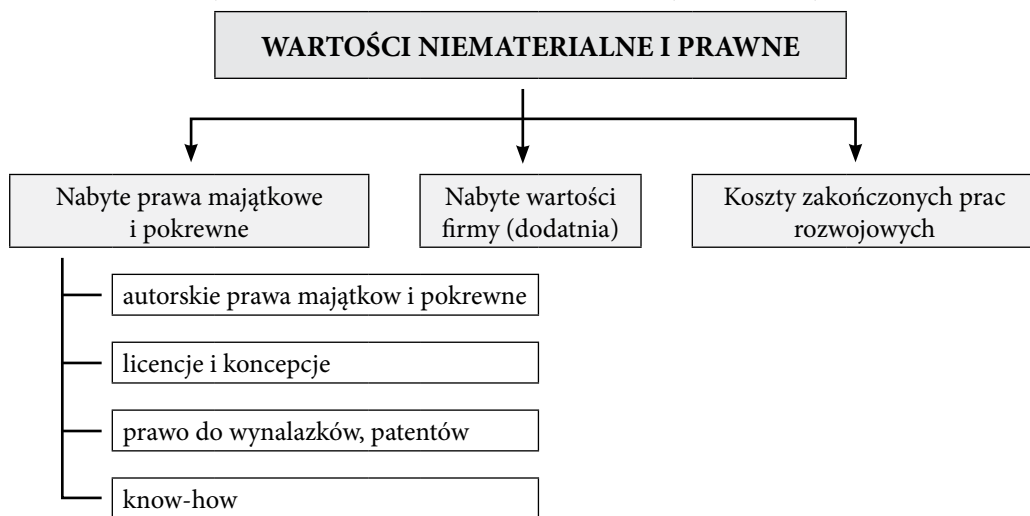 WARTOŚCI NIEMATERIALNE I PRAWNE
Nabyte prawa majątkowe
i pokrewne
Nabyte wartości
firmy (dodatnia)
Koszty zakończonych prac
rozwojowych
autorskie prawa majątkow i pokrewne
licencje i koncepcje
prawo do wynalazków, patentów
know-how